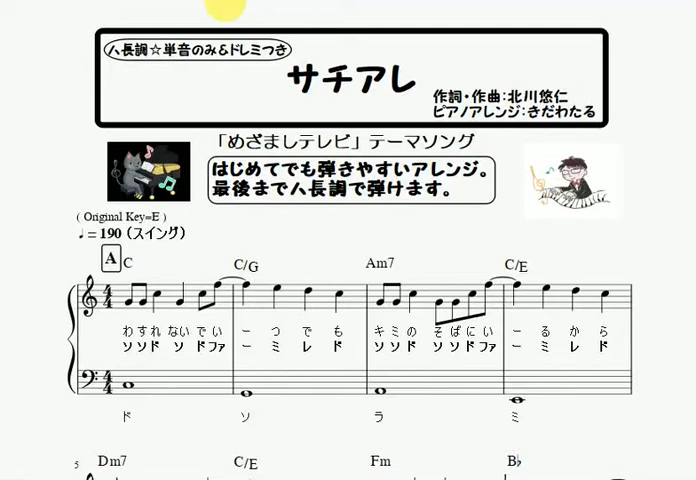 ハ長調☆単音のみ&ドレミつき
サチアレ
作詞・作曲:北川悠仁
ピアノアレンジ:きだわたる
「めざましテレビ」テーマソング
はじめてでも弾きやすいアレンジ。
最後までハ長調で弾けます。
( Original Key=E )
♩= 190 (スイング)
A C C/G Am7 C/E
わすれ ないでい ー つ で も キミの そばにい ー る か ら
ソソド ソ ドファ ー ミ レ ド ソソド ソソドファ ー ミ レ ド
ド ソ ラ ミ
5 Dm7 C/E Fm B♭